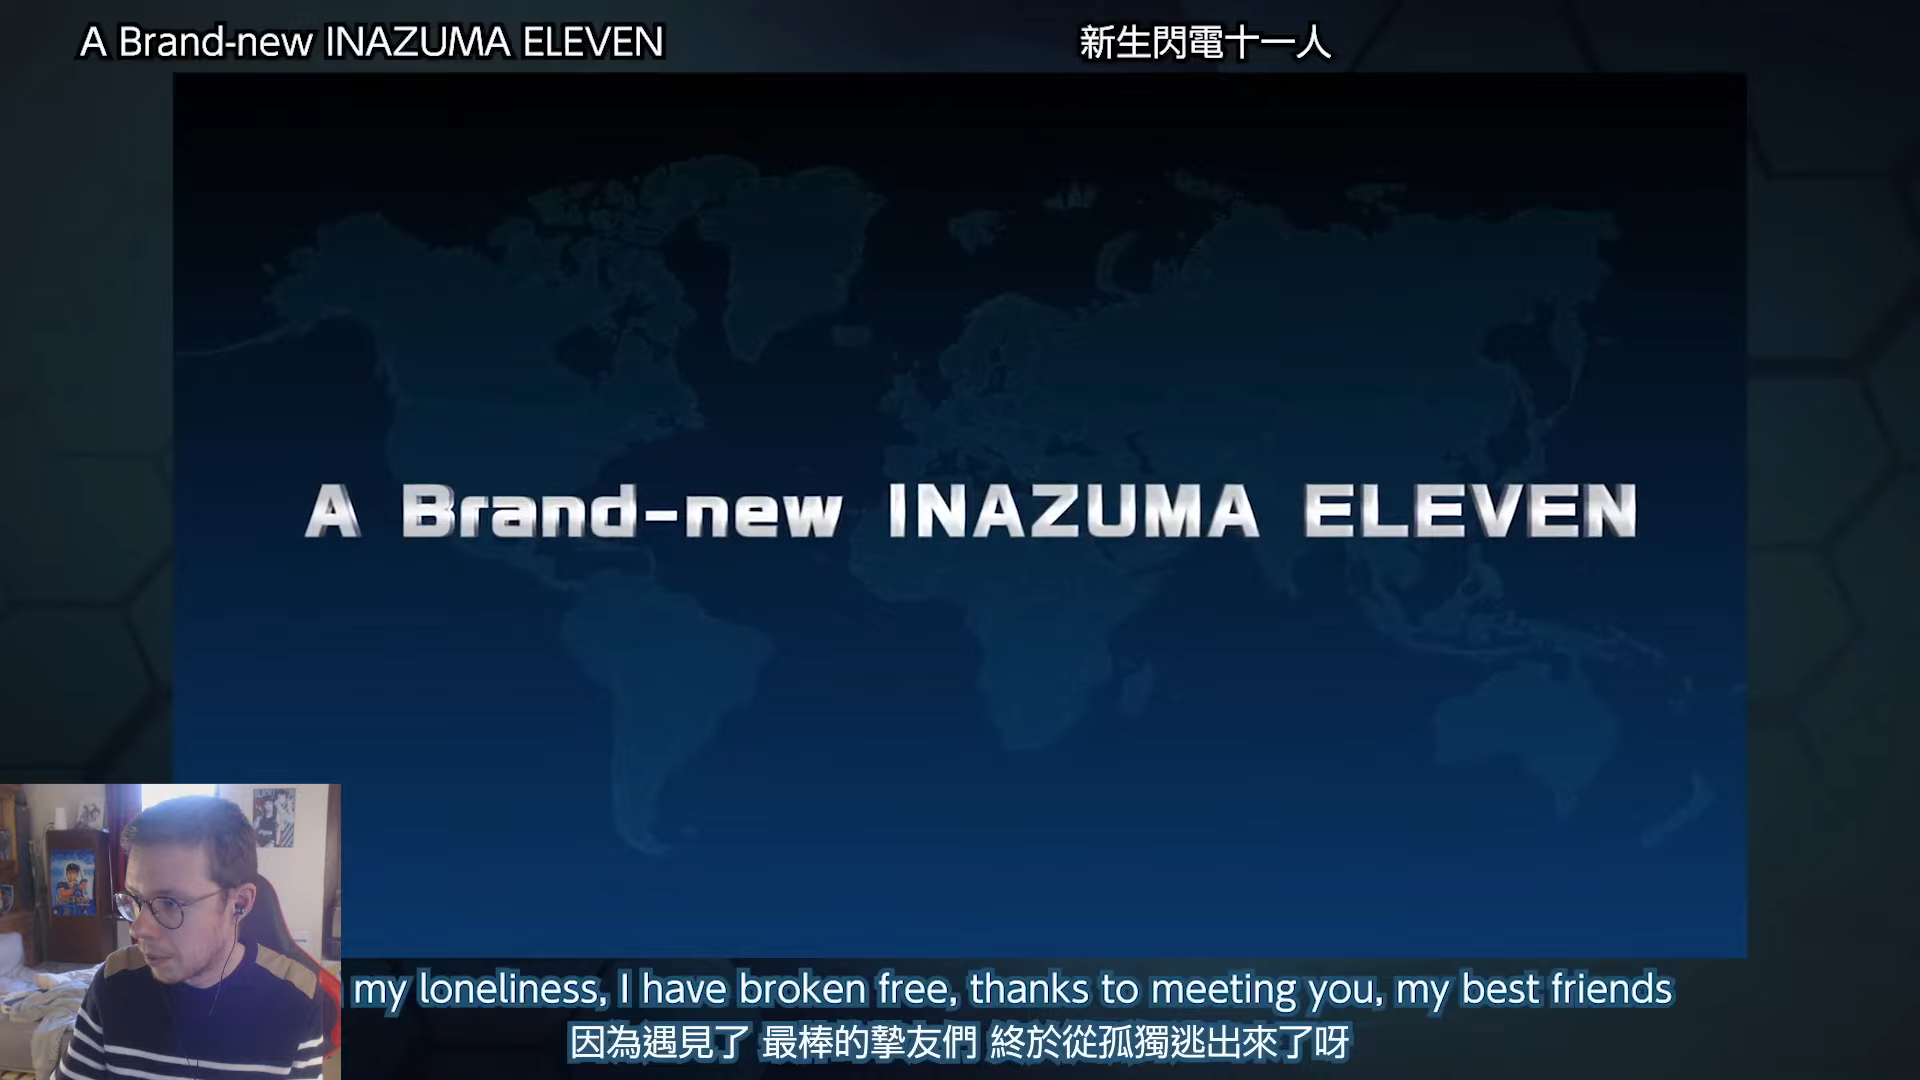 A Brand-new INAZUMA ELEVEN
新生閃電十一人
A Brand-new INAZUMA ELEVEN
my loneliness, I have broken free, thanks to meeting you, my best friends
因為遇見了 最棒的摯友們 終於從孤獨逃出來了呀